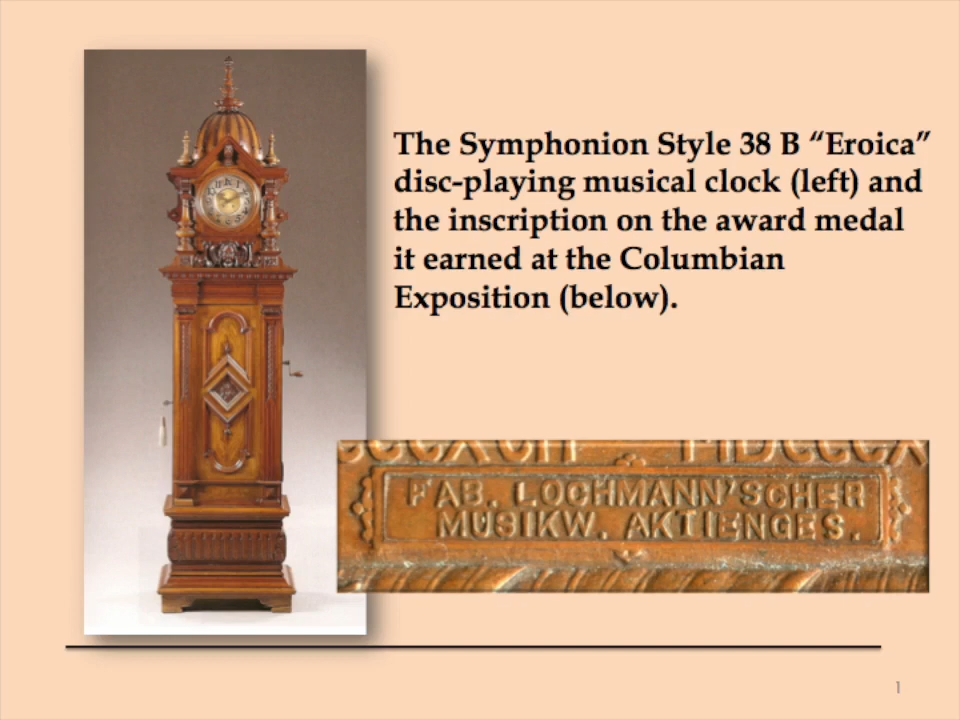 The Symphonion Style 38 B “Eroica”
disc-playing musical clock (left) and
the inscription on the award medal
it earned at the Columbian
Exposition (below).
FAB. LOCHMANN'SCHER
MUSIKW. AKTIENGES.
1